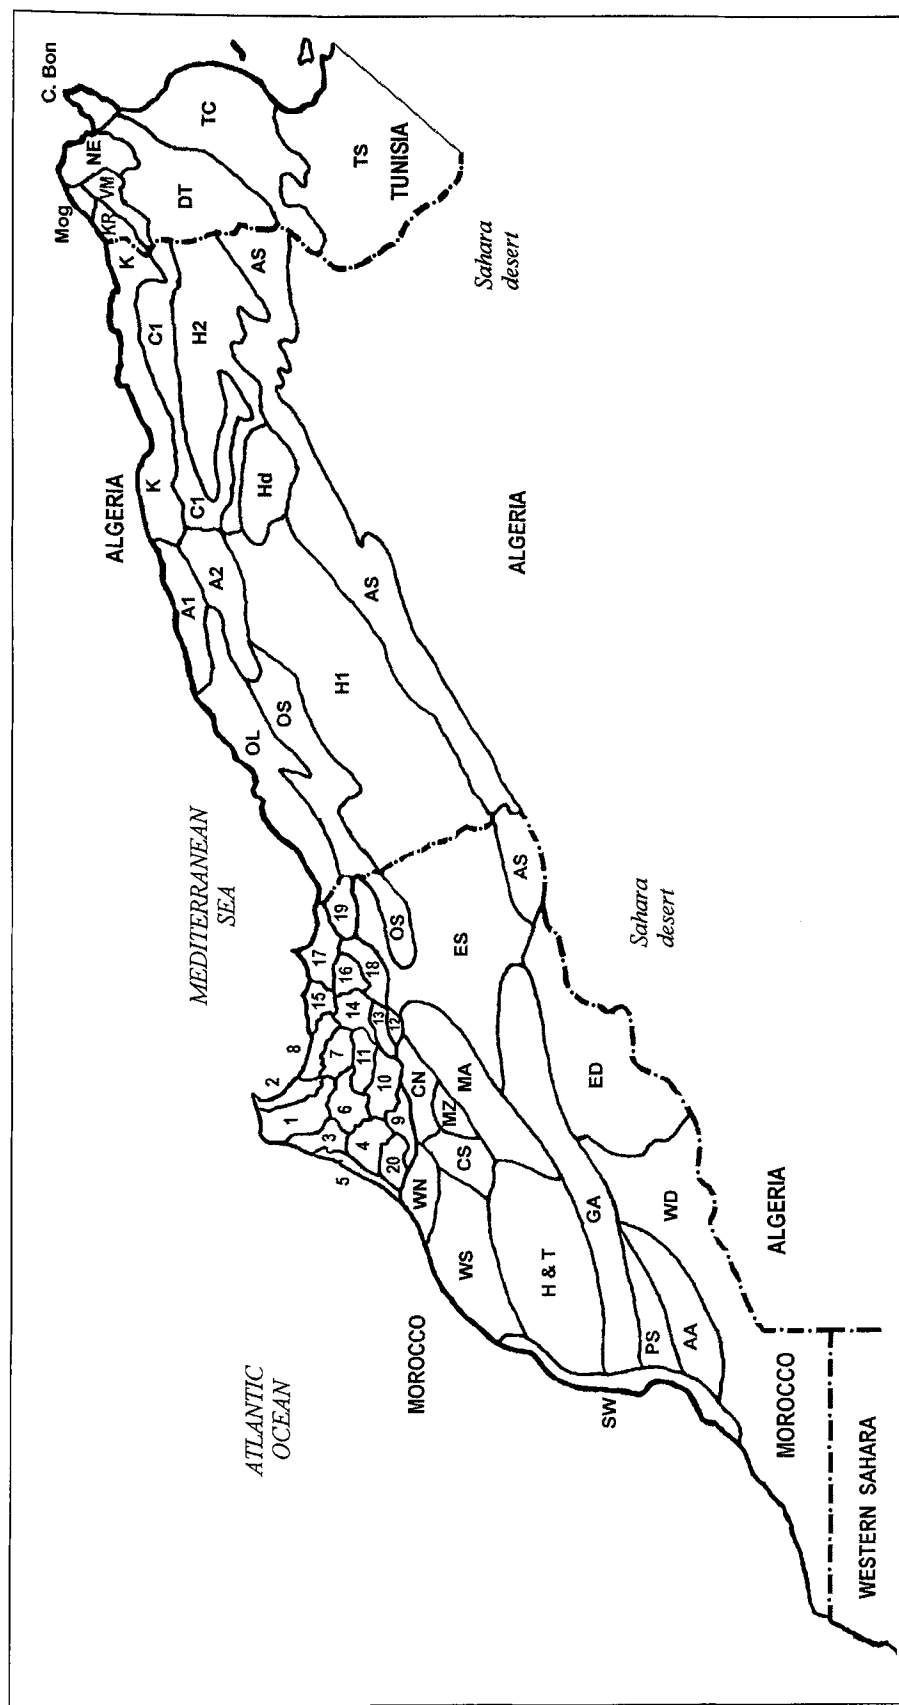 C. Bon
Mog
NE
VM
KR
K
TC
DT
TS
TUNISIA
C1
H2
AS
Sahara
desert
ALGERIA
K
C1
Hd
A1
A2
AS
ALGERIA
OL
OS
H1
MEDITERRANEAN
SEA
AS
Sahara
desert
19
OS
ES
17
16
18
15
14
13
12
8
7
11
10
2
1
6
9
3
4
20
5
CN
MA
MZ
CS
ED
WN
WS
H & T
GA
WD
ALGERIA
PS
AA
SW
ATLANTIC
OCEAN
MOROCCO
MOROCCO
WESTERN SAHARA